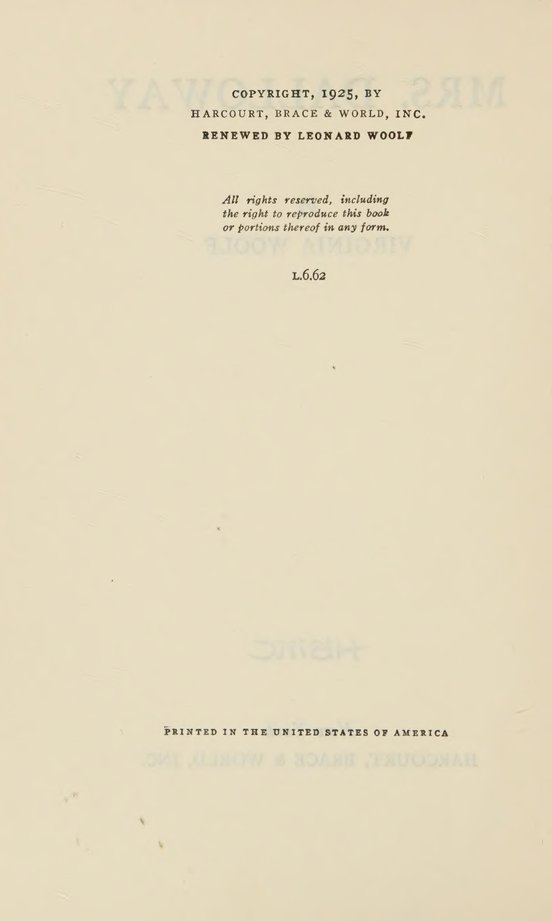 COPYRIGHT, 1925, BY
HARCOURT, BRACE & WORLD, INC.
RENEWED BY LEONARD WOOLF
All rights reserved, including
the right to reproduce this book
or portions thereof in any form.
L.6.62
PRINTED IN THE UNITED STATES OF AMERICA